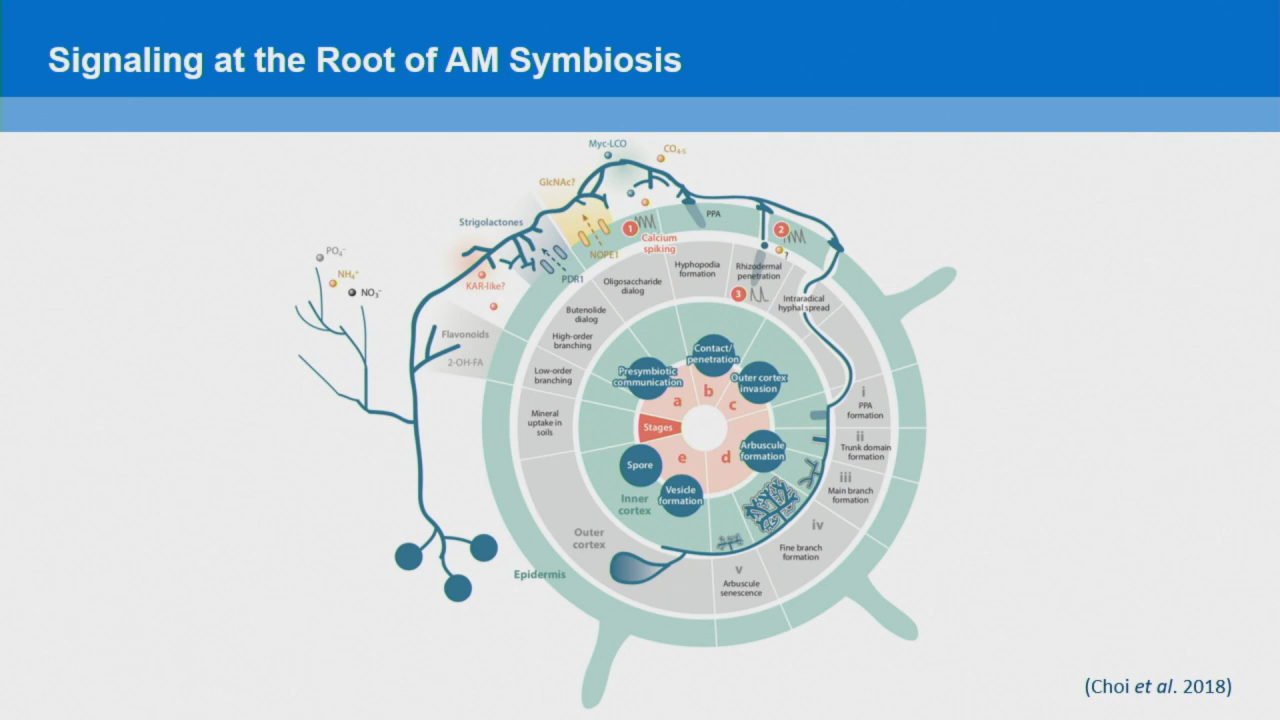 Signaling at the Root of AM Symbiosis
Myc-LCO
CO4-5
GlcNAc?
Strigolactones
PPA
1
2
Calcium
spiking
?
NOPE1
PDR1
KAR-like?
PO4−
NH4+
NO3−
Flavonoids
2-OH-FA
Hyphopodia
formation
Rhizodermal
penetration
3
Oligosaccharide
dialog
Intraradical
hyphal spread
Butenolide
dialog
High-order
branching
Low-order
branching
Mineral
uptake in
soils
Contact/
penetration
Presymbiotic
communication
Outer cortex
invasion
a
b
c
Stages
Arbuscule
formation
d
e
Spore
Vesicle
formation
Inner
cortex
Outer
cortex
Epidermis
i
PPA
formation
ii
Trunk domain
formation
iii
Main branch
formation
iv
Fine branch
formation
v
Arbuscule
senescence
(Choi et al. 2018)